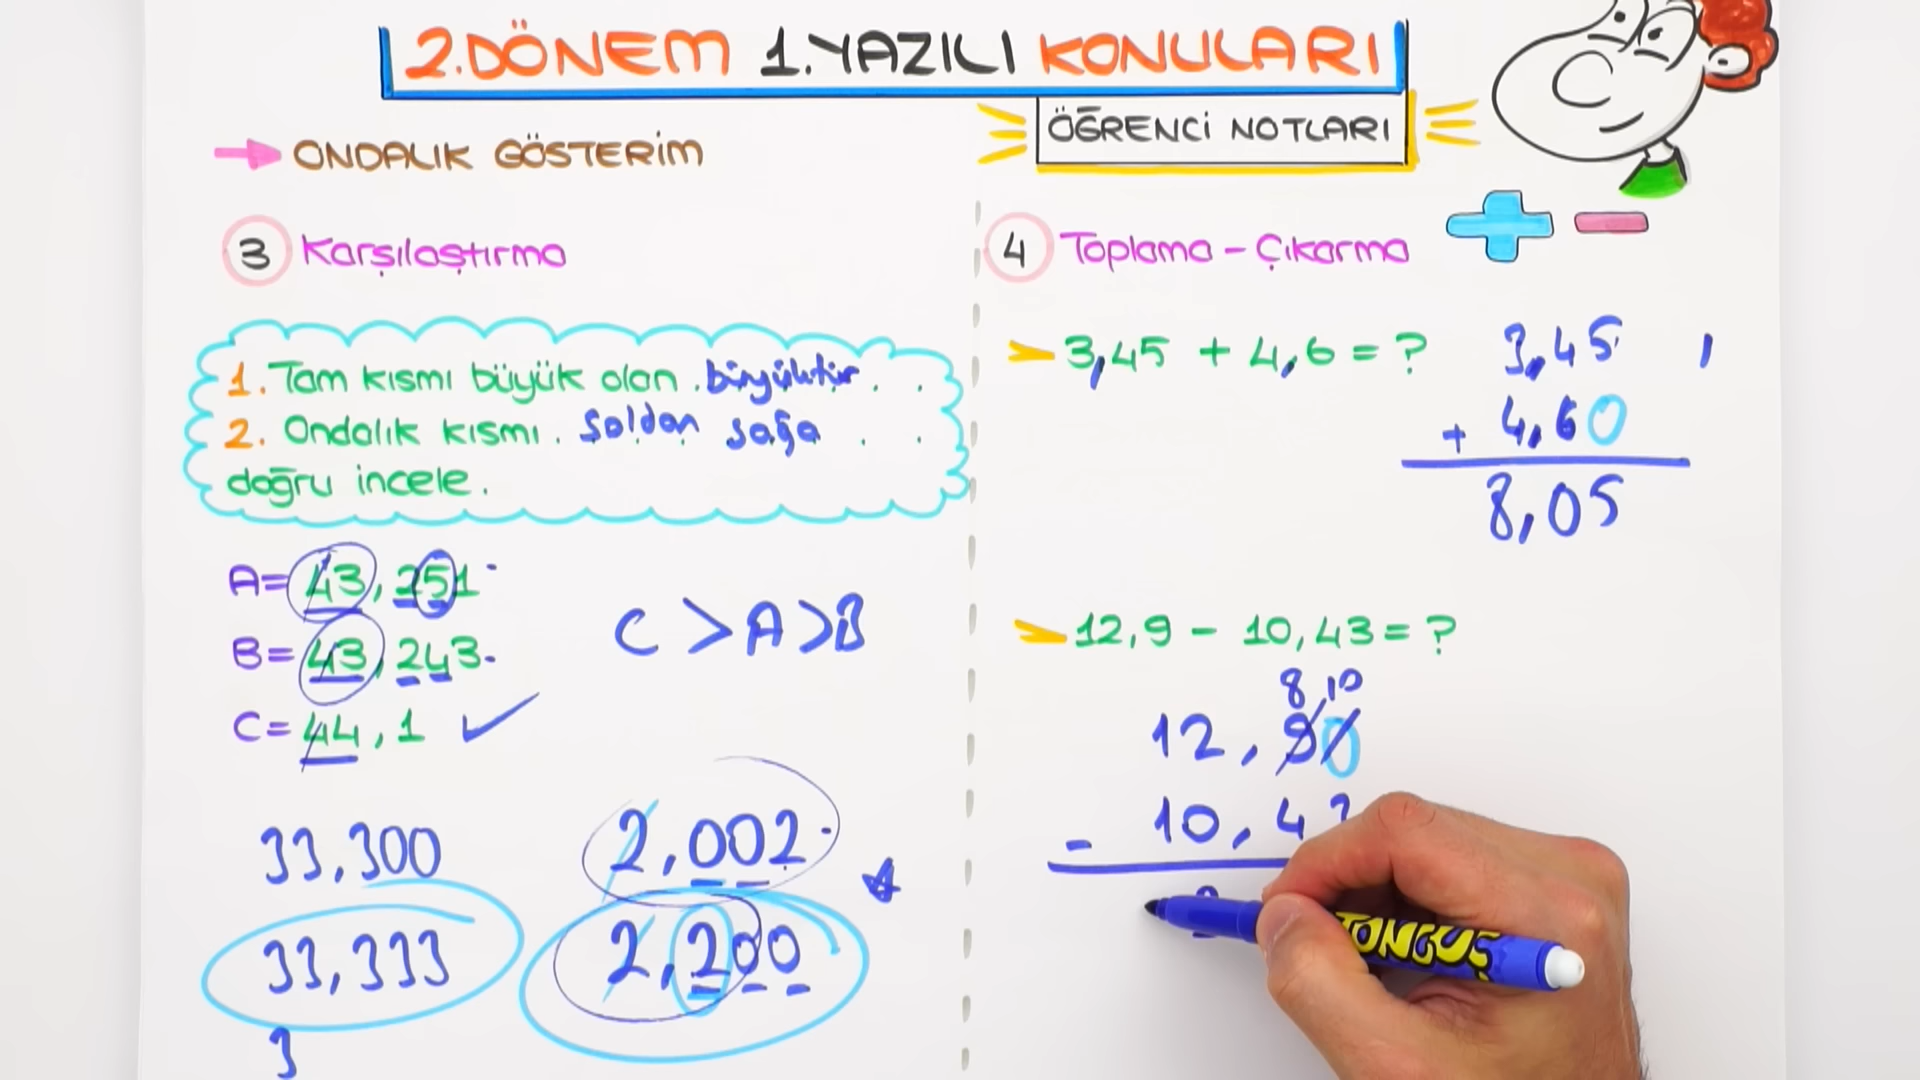 2.DÖNEM 1.YAZILI KONULARI
ÖĞRENCİ NOTLARI
ONDALIK GÖSTERİM
3 Karşılaştırma
1. Tam kısmı büyük olan . büyüktür . .
2. Ondalık kısmı . soldan sağa . .
doğru incele.
A= 43, 251
B= 43, 243
C= 44, 1
C > A > B
33,300
33,333
3
2,002
2,200
4 Toplama - Çıkarma
3,45 + 4,6 = ?
3,45
+ 4,60
8,05
,
12,9 - 10,43 = ?
8 10
12,90
- 10,43
TONGUÇ